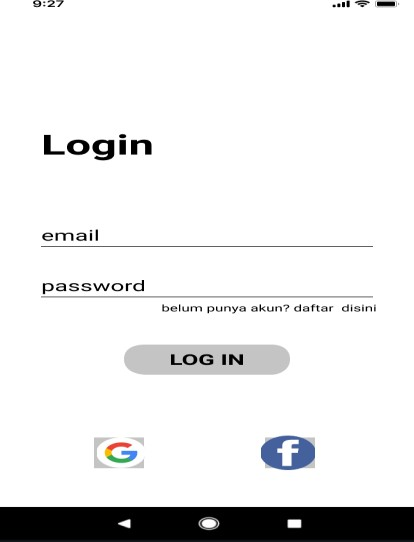 9:27
Login
email
password
belum punya akun? daftar disini
LOG IN